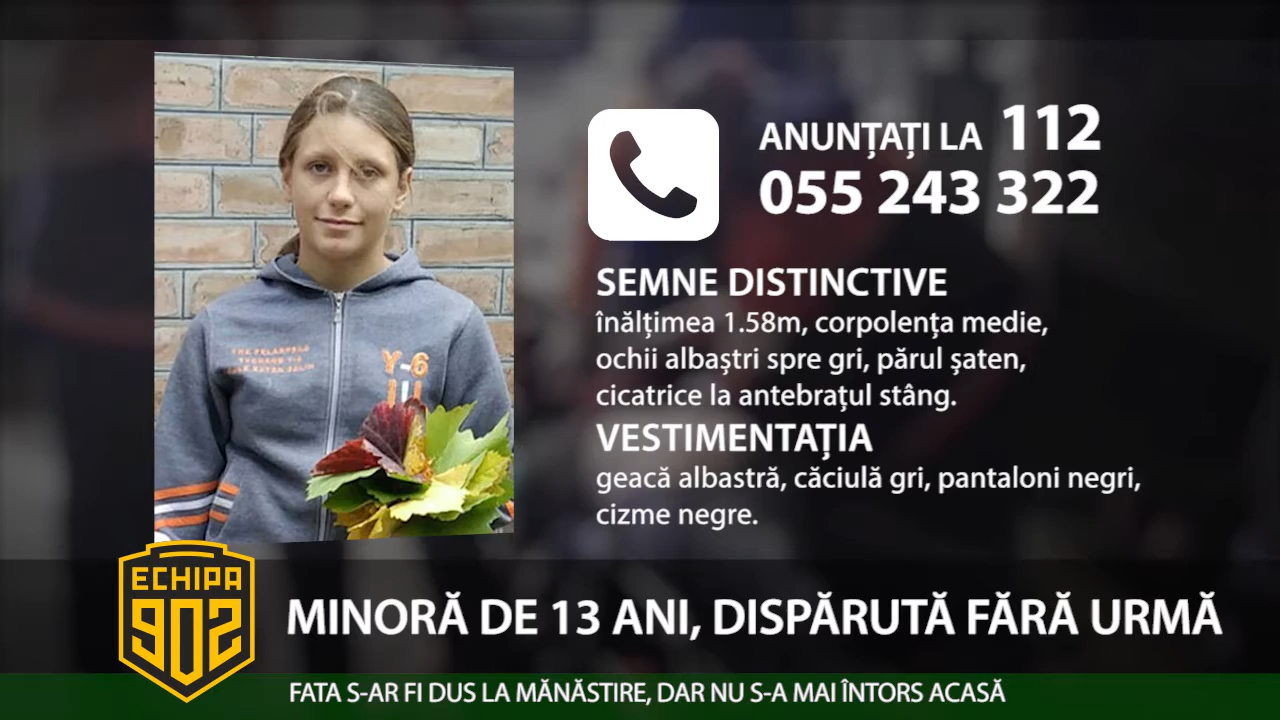 ANUNȚAȚI LA 112
055 243 322
SEMNE DISTINCTIVE
înălțimea 1.58m, corpolența medie,
ochii albaștri spre gri, părul șaten,
cicatrice la antebrațul stâng.
VESTIMENTAȚIA
geacă albastră, căciulă gri, pantaloni negri,
cizme negre.
Y-6
ECHIPA
902
MINORĂ DE 13 ANI, DISPĂRUTĂ FĂRĂ URMĂ
FATA S-AR FI DUS LA MĂNĂSTIRE, DAR NU S-A MAI ÎNTORS ACASĂ